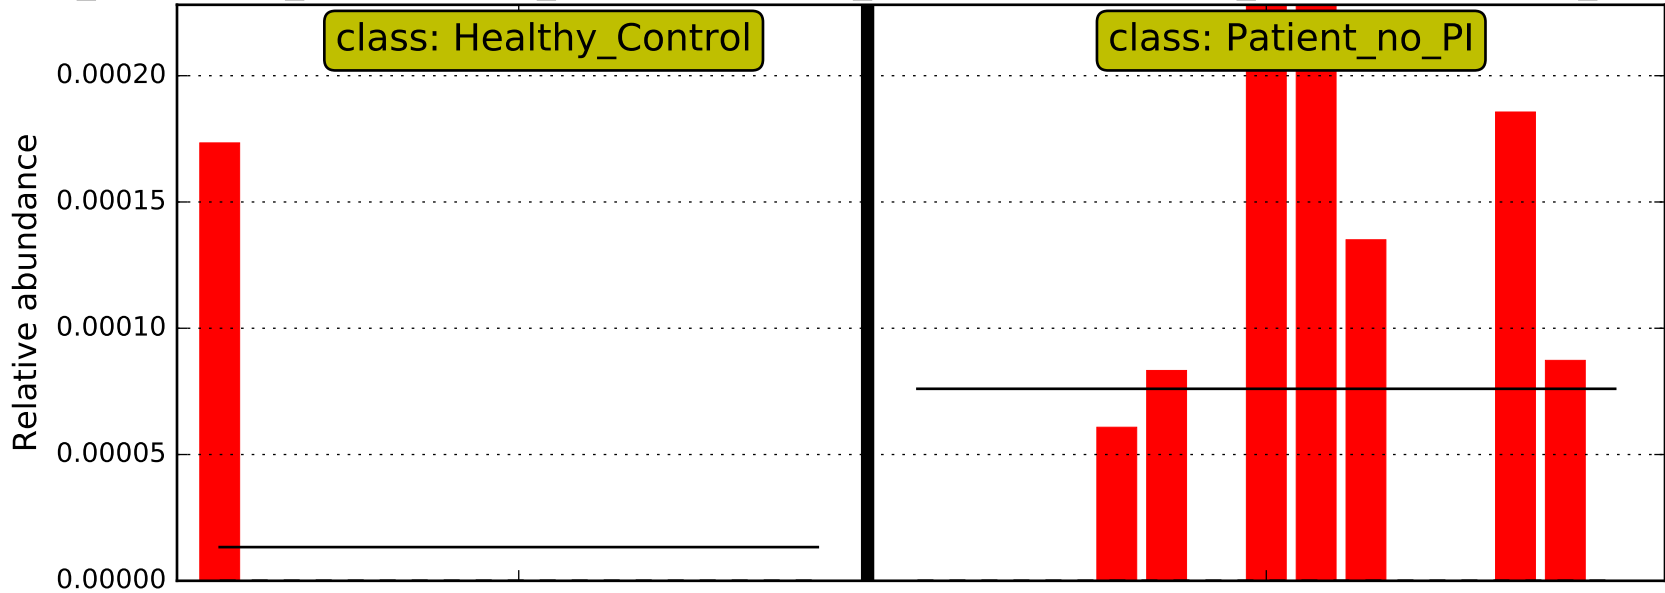 class: Healthy_Control
class: Patient_no_PI
0.00020
0.00015
0.00010
0.00005
0.00000
Relative abundance